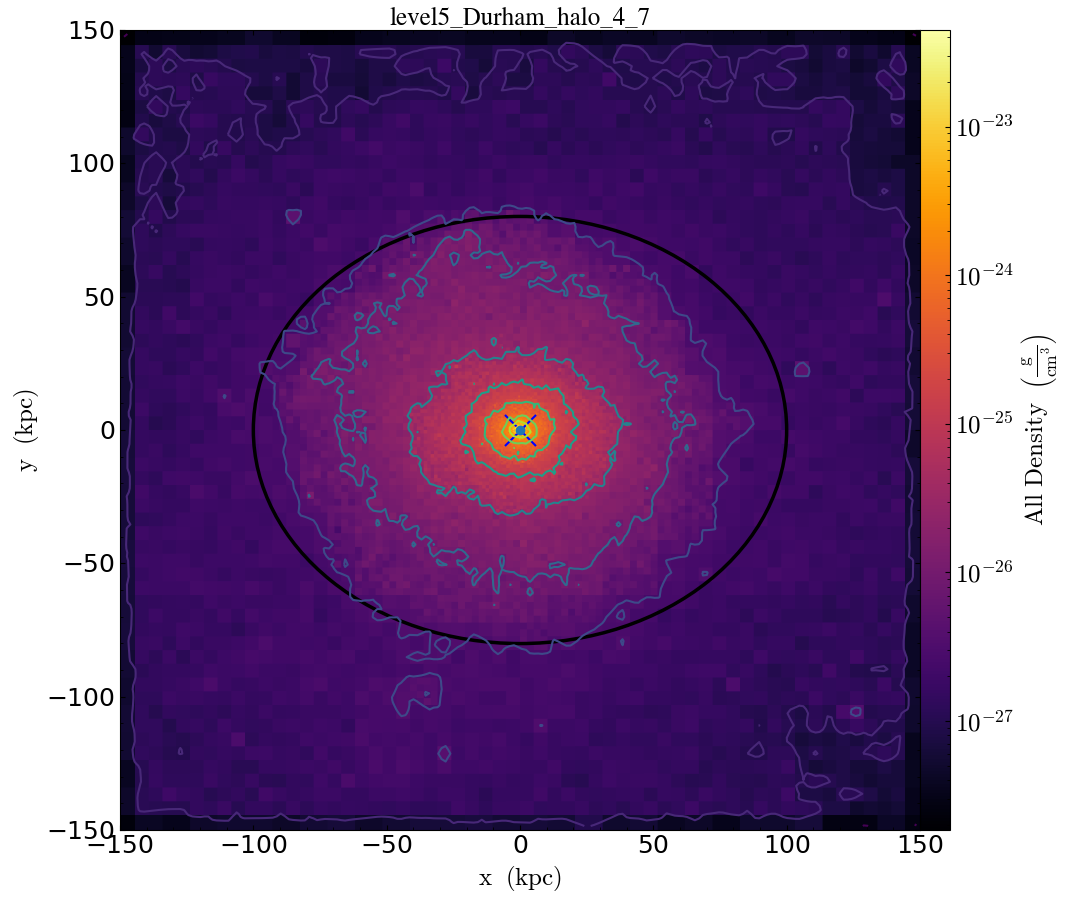 level5_Durham_halo_4_7
150
100
50
0
−50
−100
−150
y (kpc)
−150 −100 −50 0 50 100 150
x (kpc)
10^{−23}
10^{−24}
10^{−25}
10^{−26}
10^{−27}
All Density (g/cm^3)